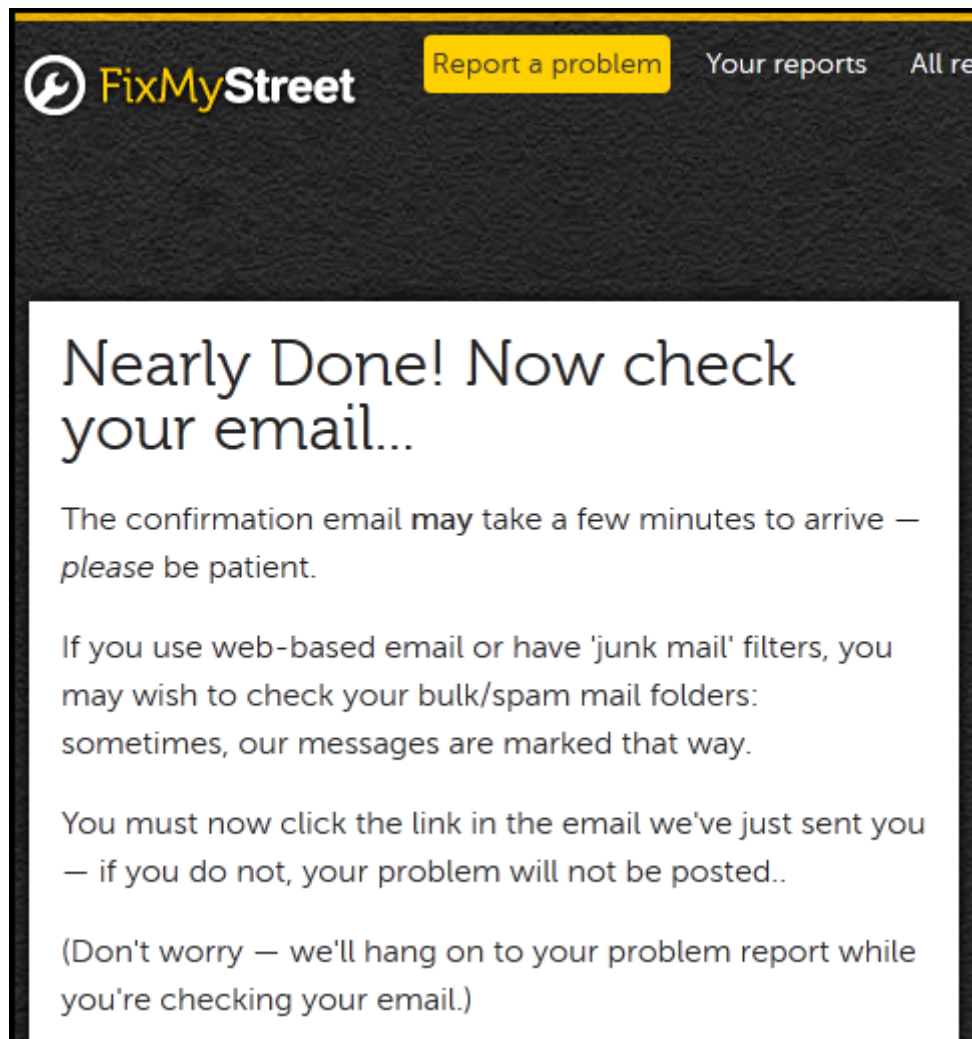 FixMyStreet
Report a problem
Your reports
All re
Nearly Done! Now check
your email...
The confirmation email may take a few minutes to arrive —
please be patient.
If you use web-based email or have 'junk mail' filters, you
may wish to check your bulk/spam mail folders:
sometimes, our messages are marked that way.
You must now click the link in the email we've just sent you
— if you do not, your problem will not be posted..
(Don't worry — we'll hang on to your problem report while
you're checking your email.)